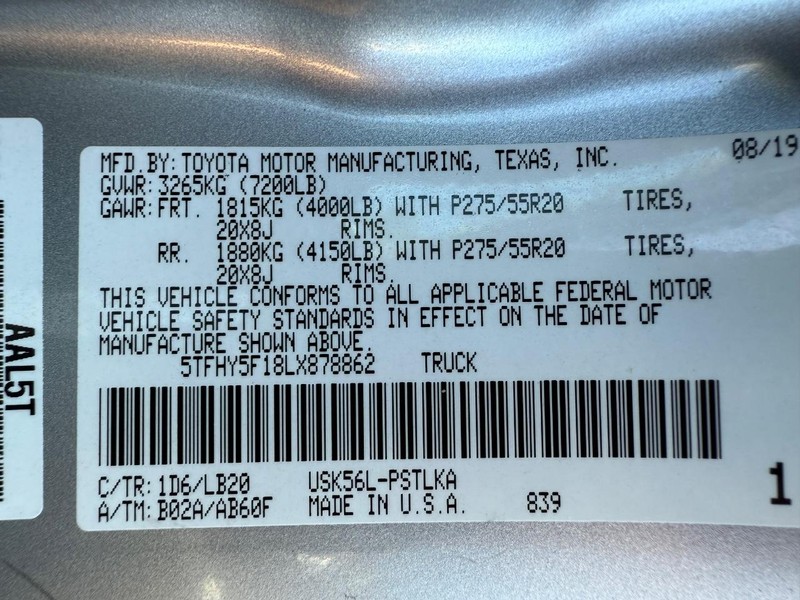 MFD.BY: TOYOTA MOTOR MANUFACTURING, TEXAS, INC. 08/19
GVWR: 3265KG (7200LB)
GAWR: FRT. 1815KG (4000LB) WITH P275/55R20 TIRES,
20X8J RIMS.
RR. 1880KG (4150LB) WITH P275/55R20 TIRES,
20X8J RIMS.
THIS VEHICLE CONFORMS TO ALL APPLICABLE FEDERAL MOTOR
VEHICLE SAFETY STANDARDS IN EFFECT ON THE DATE OF
MANUFACTURE SHOWN ABOVE.
5TFHY5F18LX878862 TRUCK
C/TR: 1D6/LB20 USK56L-PSTLKA
A/TM: B02A/AB60F MADE IN U.S.A. 839
1
AAL5T